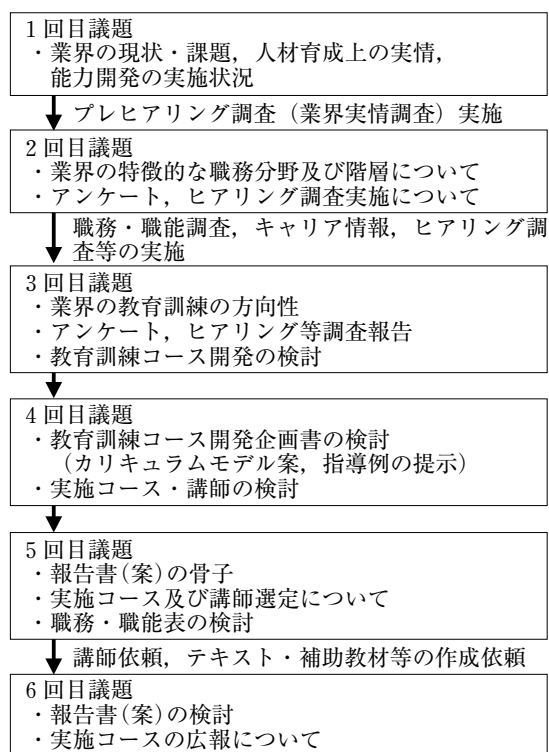 1回目議題
・業界の現状・課題，人材育成上の実情，
能力開発の実施状況
プレヒアリング調査（業界実情調査）実施
2回目議題
・業界の特徴的な職務分野及び階層について
・アンケート，ヒアリング調査実施について
職務・職能調査，キャリア情報，ヒアリング調
査等の実施
3回目議題
・業界の教育訓練の方向性
・アンケート，ヒアリング等調査報告
・教育訓練コース開発の検討
4回目議題
・教育訓練コース開発企画書の検討
（カリキュラムモデル案，指導例の提示）
・実施コース・講師の検討
5回目議題
・報告書(案)の骨子
・実施コース及び講師選定について
・職務・職能表の検討
講師依頼，テキスト・補助教材等の作成依頼
6回目議題
・報告書(案)の検討
・実施コースの広報について